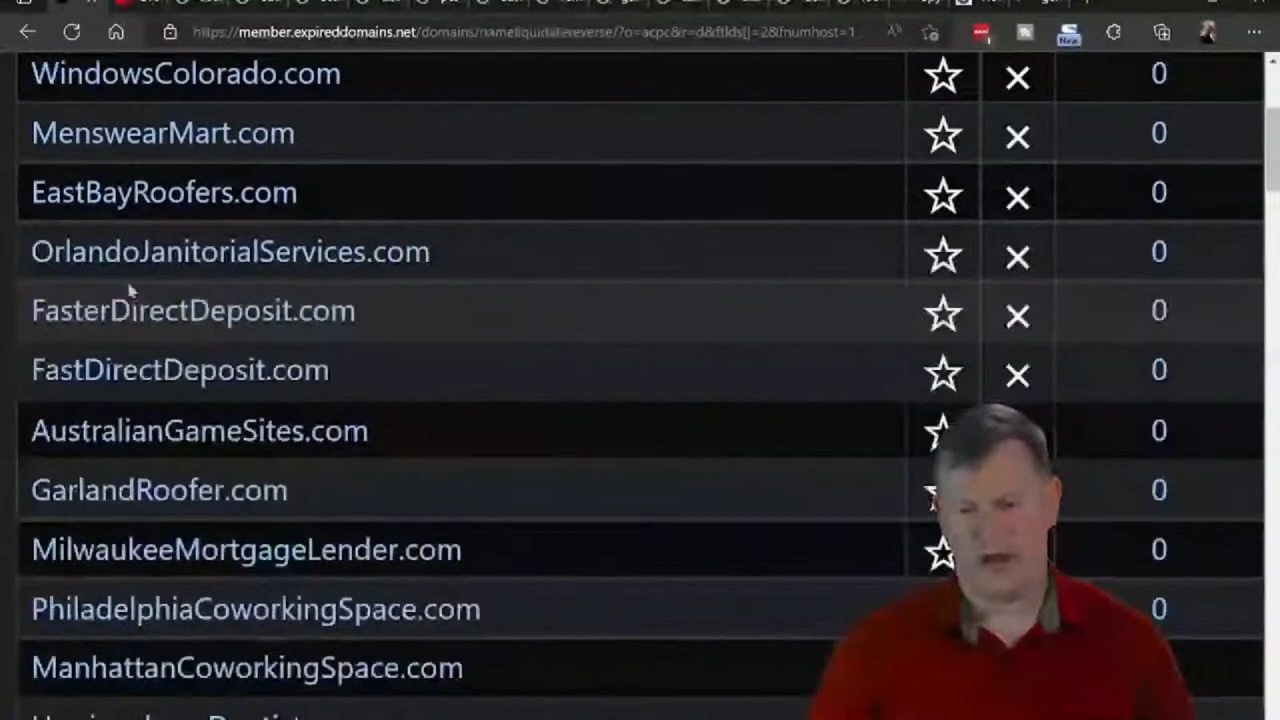 https://member.expireddomains.net/domains/nameliquidatereverse/?o=acpc&r=d&ftlds[]=2&fnumhost=1...
New
WindowsColorado.com 0
MenswearMart.com 0
EastBayRoofers.com 0
OrlandoJanitorialServices.com 0
FasterDirectDeposit.com 0
FastDirectDeposit.com 0
AustralianGameSites.com 0
GarlandRoofer.com 0
MilwaukeeMortgageLender.com 0
PhiladelphiaCoworkingSpace.com 0
ManhattanCoworkingSpace.com